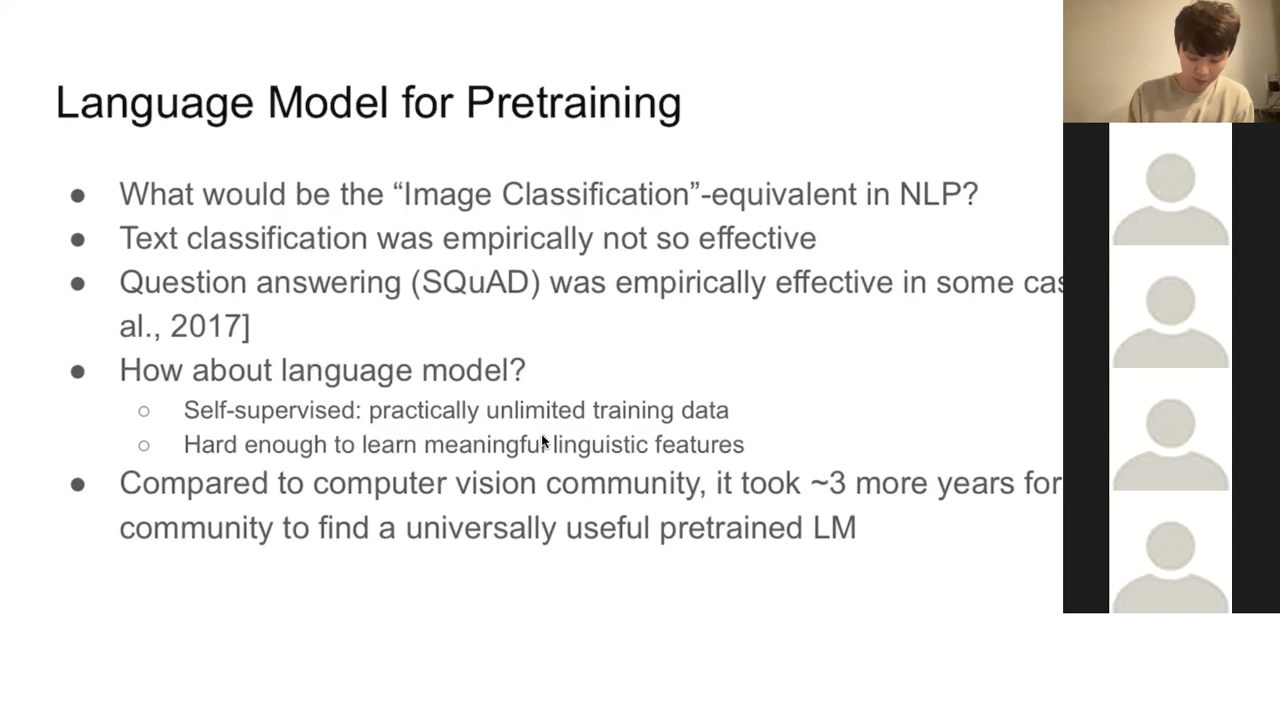 Language Model for Pretraining
● What would be the “Image Classification”-equivalent in NLP?
● Text classification was empirically not so effective
● Question answering (SQuAD) was empirically effective in some
al., 2017]
● How about language model?
○ Self-supervised: practically unlimited training data
○ Hard enough to learn meaningful linguistic features
● Compared to computer vision community, it took ~3 more years for
community to find a universally useful pretrained LM